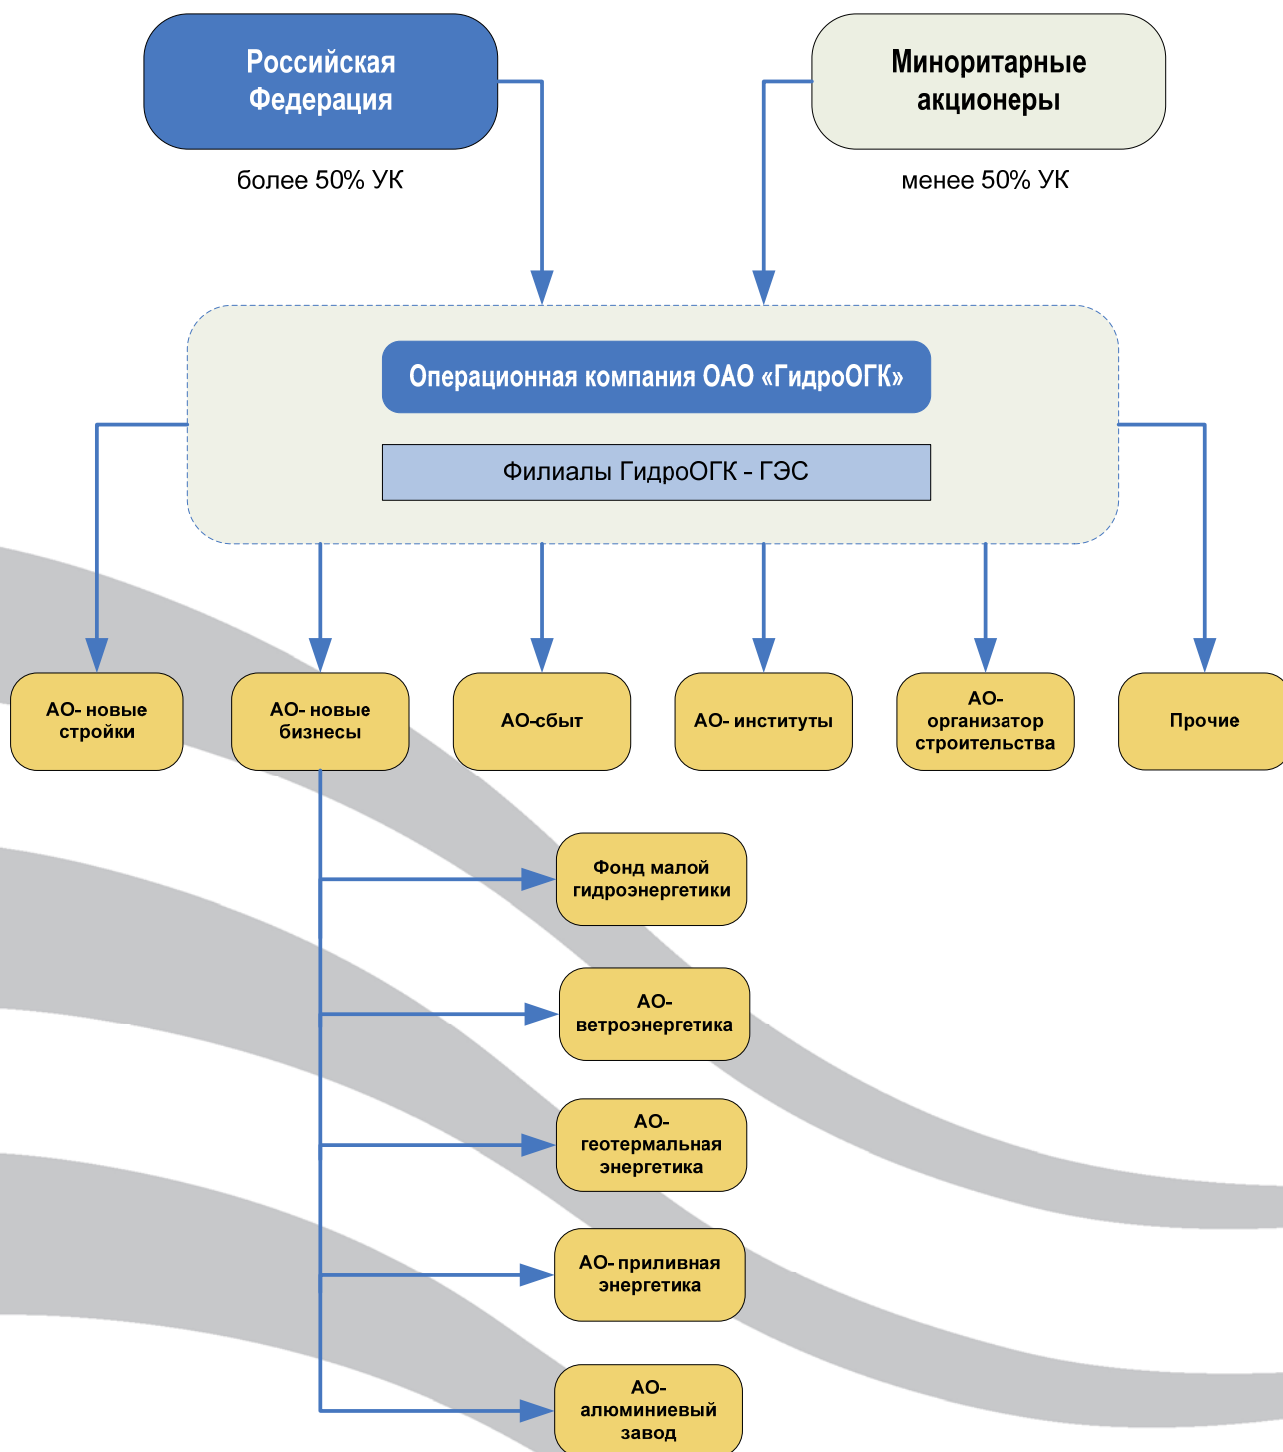 Российская
Федерация
Миноритарные
акционеры
более 50% УК
менее 50% УК
Операционная компания ОАО «ГидроОГК»
Филиалы ГидроОГК - ГЭС
АО- новые
стройки
АО- новые
бизнесы
АО-сбыт
АО- институты
АО-
организатор
строительства
Прочие
Фонд малой
гидроэнергетики
АО-
ветроэнергетика
АО-
геотермальная
энергетика
АО- приливная
энергетика
АО-
алюминиевый
завод